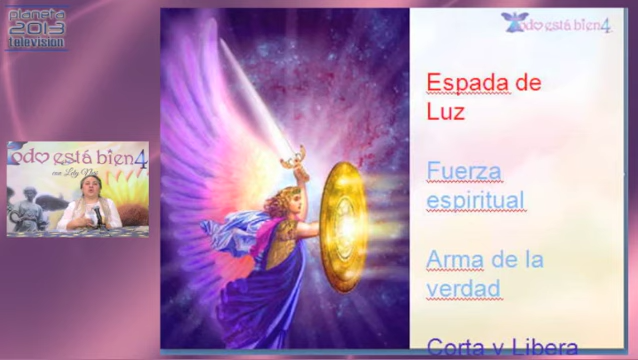 planeta
2013
televisión
odo está bien4
odo está bien4
Espada de
Luz
Fuerza
espiritual
Arma de la
verdad
Corta y Libera